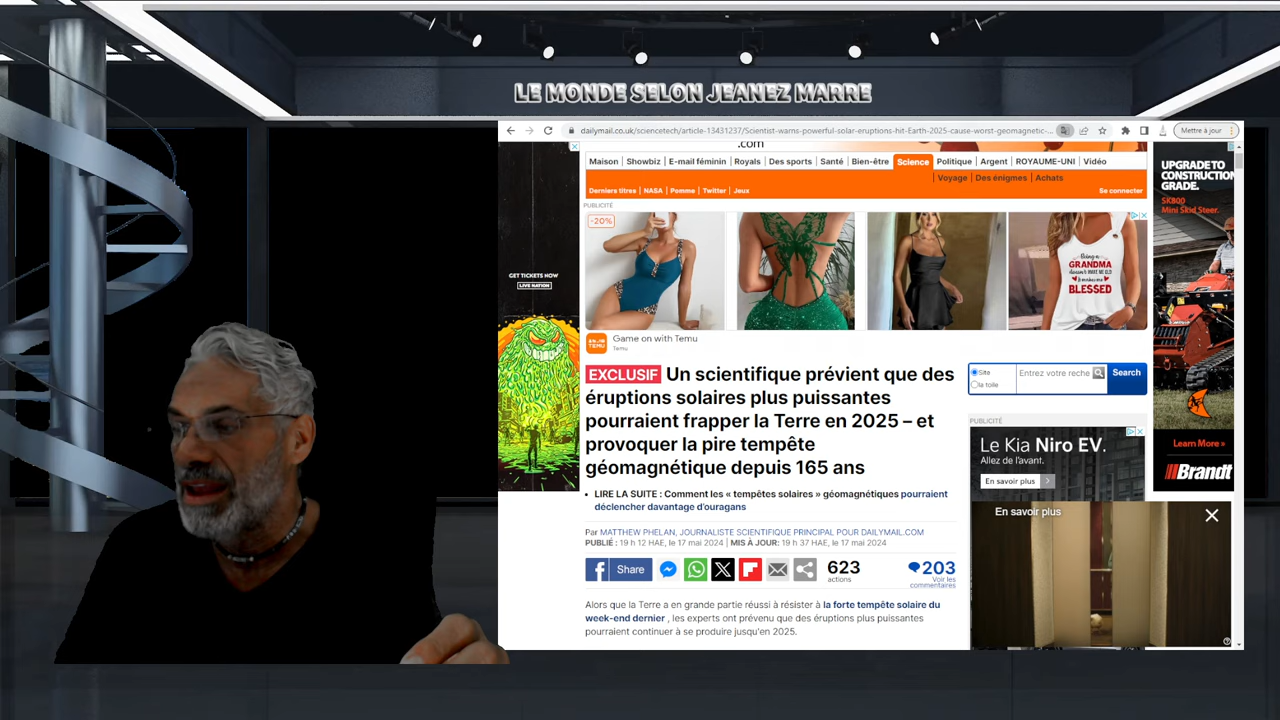 LE MONDE SELON JEANEZ MARRE
dailymail.co.uk/sciencetech/article-13431237/Scientist-warns-powerful-solar-eruptions-hit-Earth-2025-cause-worst-geomagnetic-...
Mettre à jour
.com
Maison | Showbiz | E-mail féminin | Royals | Des sports | Santé | Bien-être | Science | Politique | Argent | ROYAUME-UNI | Vidéo
Voyage | Des énigmes | Achats
Derniers titres | NASA | Pomme | Twitter | Jeux
Se connecter
PUBLICITÉ
-20%
Being a
GRANDMA
doesn't MAKE ME OLD
It makes me
BLESSED
GET TICKETS NOW
LIVE NATION
UPGRADE TO
CONSTRUCTION
GRADE.
SK800
Mini Skid Steer.
Learn More »
Brandt
TEMU
Game on with Temu
Temu
EXCLUSIF Un scientifique prévient que des
éruptions solaires plus puissantes
pourraient frapper la Terre en 2025 – et
provoquer la pire tempête
géomagnétique depuis 165 ans
Site
la toile
Entrez votre reche
Search
• LIRE LA SUITE : Comment les « tempêtes solaires » géomagnétiques pourraient
déclencher davantage d'ouragans
Par MATTHEW PHELAN, JOURNALISTE SCIENTIFIQUE PRINCIPAL POUR DAILYMAIL.COM
PUBLIÉ : 19 h 12 HAE, le 17 mai 2024 | MIS À JOUR: 19 h 37 HAE, le 17 mai 2024
Share
623
actions
203
Voir les
commentaires
Alors que la Terre a en grande partie réussi à résister à la forte tempête solaire du
week-end dernier , les experts ont prévenu que des éruptions plus puissantes
pourraient continuer à se produire jusqu'en 2025.
PUBLICITÉ
Le Kia Niro EV.
Allez de l'avant.
En savoir plus >
En savoir plus